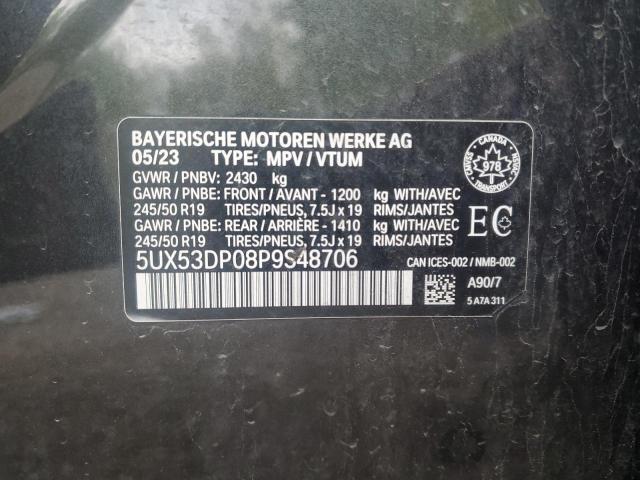 BAYERISCHE MOTOREN WERKE AG
05/23 TYPE: MPV / VTUM
GVWR / PNBV: 2430 kg
GAWR / PNBE: FRONT / AVANT - 1200 kg WITH/AVEC
245/50 R19 TIRES/PNEUS, 7.5J x 19 RIMS/JANTES
GAWR / PNBE: REAR / ARRIÈRE - 1410 kg WITH/AVEC
245/50 R19 TIRES/PNEUS, 7.5J x 19 RIMS/JANTES
5UX53DP08P9S48706
CANADA
978
TRANSPORT
CMVSS
NSVAC
EC
CAN ICES-002 / NMB-002
A90/7
5 A7A 311